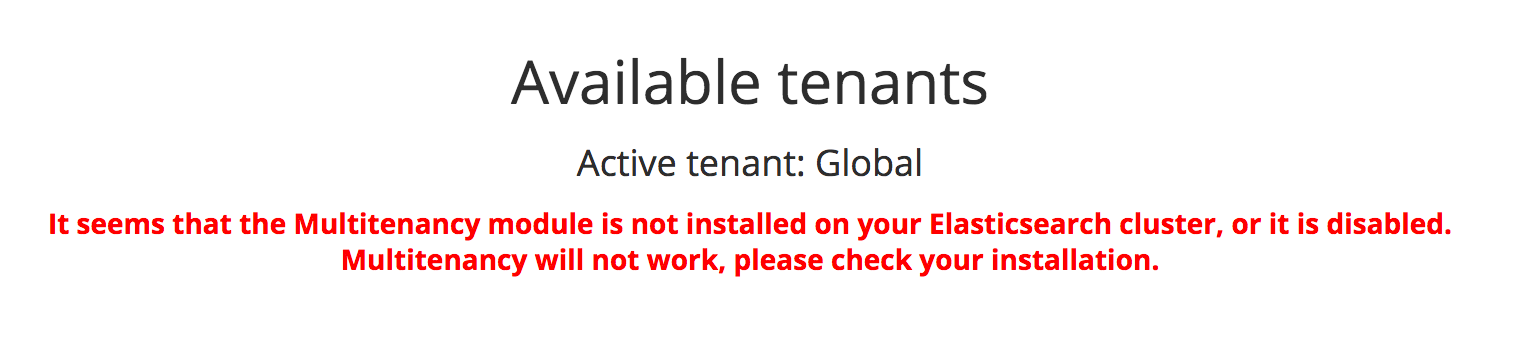 Available tenants
Active tenant: Global
It seems that the Multitenancy module is not installed on your Elasticsearch cluster, or it is disabled.
Multitenancy will not work, please check your installation.